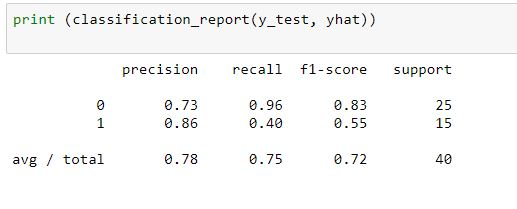 print (classification_report(y_test, yhat))
precision recall f1-score support
0 0.73 0.96 0.83 25
1 0.86 0.40 0.55 15
avg / total 0.78 0.75 0.72 40